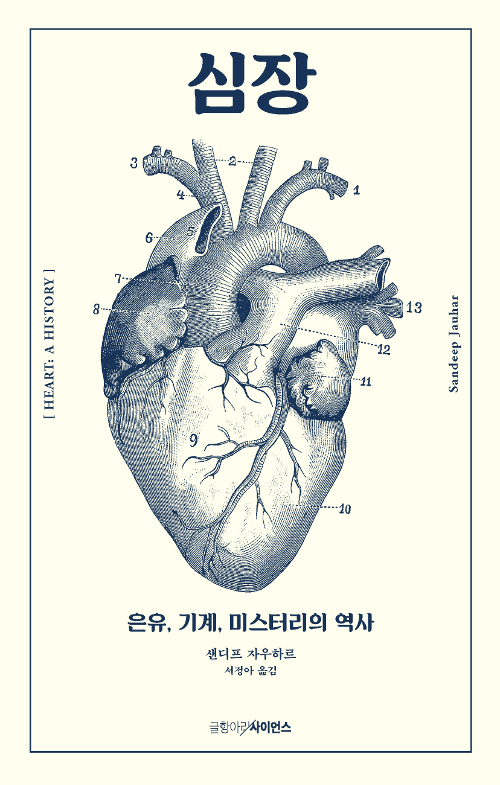 심장
3
2
1
4
5
6
7
8
13
12
11
9
10
[ HEART: A HISTORY ]
Sandeep Jauhar
은유, 기계, 미스터리의 역사
샌디프 자우하르
서정아 옮김
글항아리사이언스